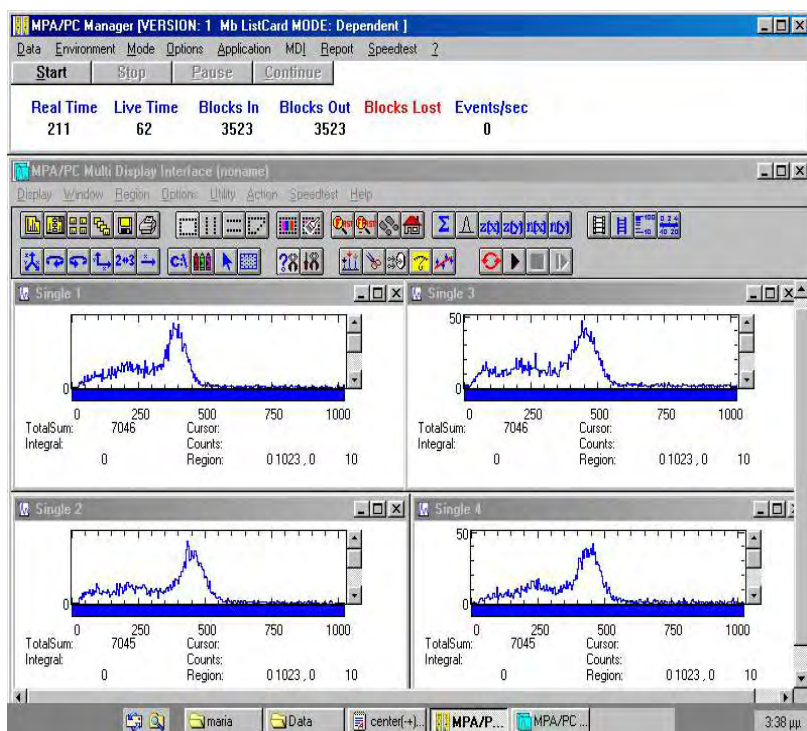 MPA/PC Manager [VERSION: 1 Mb ListCard MODE: Dependent ]
Data Environment Mode Options Application MDI Report Speedtest ?
Start Stop Pause Continue
Real Time Live Time Blocks In Blocks Out Blocks Lost Events/sec
211 62 3523 3523 0
MPA/PC Multi Display Interface (noname)
Display Window Region Options Utility Action Speedtest Help
Σ z(x) z(y)
2↔3 C:\
Single 1
0
0 250 500 750 1000
TotalSum: 7046 Cursor:
Integral: Counts:
0 Region: 0 1023 , 0 10
Single 3
50
0
0 250 500 750 1000
TotalSum: 7046 Cursor:
Integral: Counts:
0 Region: 0 1023 , 0 10
Single 2
0
0 250 500 750 1000
TotalSum: 7045 Cursor:
Integral: Counts:
0 Region: 0 1023 , 0 10
Single 4
50
0
0 250 500 750 1000
TotalSum: 7045 Cursor:
Integral: Counts:
0 Region: 0 1023 , 0 10
maria Data center(-+)... MPA/P... MPA/PC ... 3:38 μμ